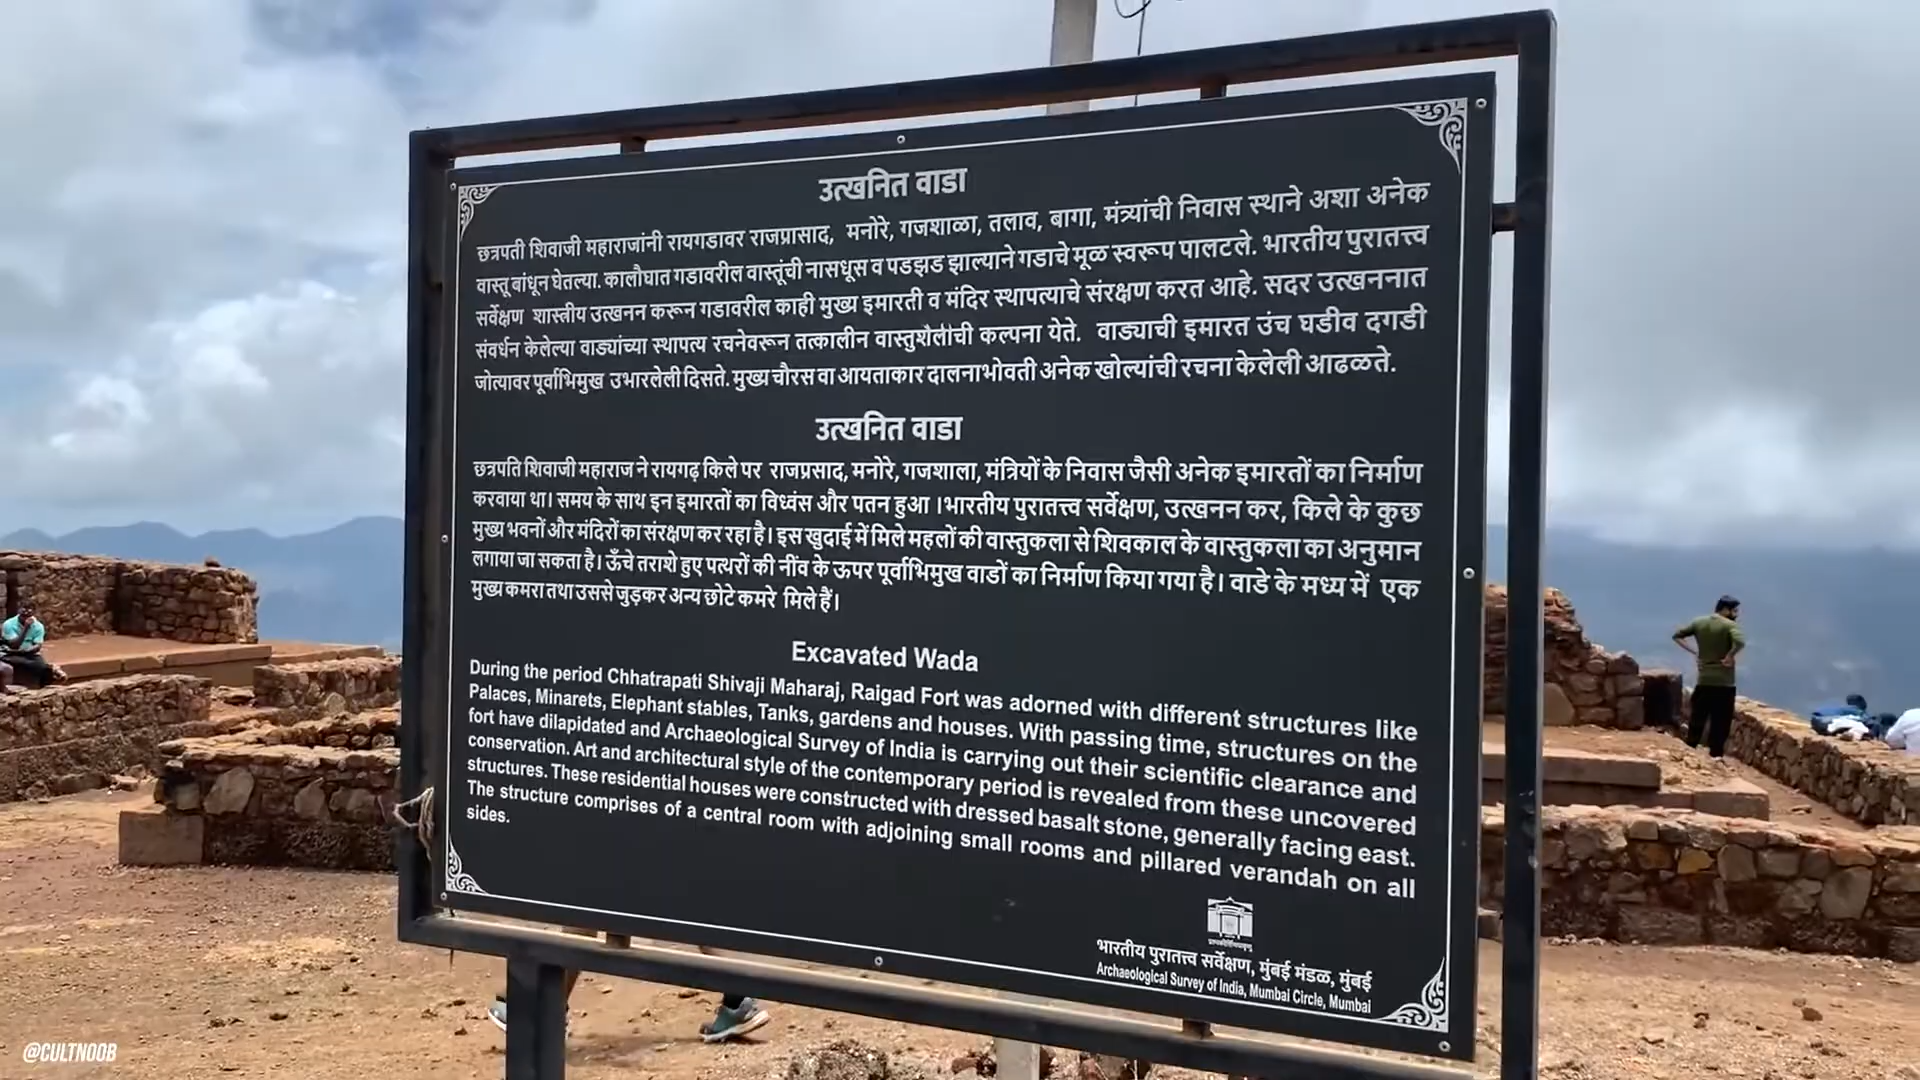 उत्खनित वाडा
छत्रपती शिवाजी महाराजांनी रायगडावर राजप्रासाद, मनोरे, गजशाळा, तलाव, बागा, मंत्र्यांची निवास स्थाने अशा अनेक
वास्तू बांधून घेतल्या. कालौघात गडावरील वास्तूंची नासधूस व पडझड झाल्याने गडाचे मूळ स्वरूप पालटले. भारतीय पुरातत्त्व
सर्वेक्षण शास्त्रीय उत्खनन करून गडावरील काही मुख्य इमारती व मंदिर स्थापत्याचे संरक्षण करत आहे. सदर उत्खननात
संवर्धन केलेल्या वाड्यांच्या स्थापत्य रचनेवरून तत्कालीन वास्तुशैलीची कल्पना येते. वाड्याची इमारत उंच घडीव दगडी
जोत्यावर पूर्वाभिमुख उभारलेली दिसते. मुख्य चौरस वा आयताकार दालनाभोवती अनेक खोल्यांची रचना केलेली आढळते.
उत्खनित वाडा
छत्रपति शिवाजी महाराज ने रायगढ़ किले पर राजप्रसाद, मनोरे, गजशाला, मंत्रियों के निवास जैसी अनेक इमारतों का निर्माण
करवाया था। समय के साथ इन इमारतों का विध्वंस और पतन हुआ ।भारतीय पुरातत्त्व सर्वेक्षण, उत्खनन कर, किले के कुछ
मुख्य भवनों और मंदिरों का संरक्षण कर रहा है। इस खुदाई में मिले महलों की वास्तुकला से शिवकाल के वास्तुकला का अनुमान
लगाया जा सकता है। ऊँचे तराशे हुए पत्थरों की नींव के ऊपर पूर्वाभिमुख वाडों का निर्माण किया गया है। वाडे के मध्य में एक
मुख्य कमरा तथा उससे जुड़कर अन्य छोटे कमरे मिले हैं।
Excavated Wada
During the period Chhatrapati Shivaji Maharaj, Raigad Fort was adorned with different structures like
Palaces, Minarets, Elephant stables, Tanks, gardens and houses. With passing time, structures on the
fort have dilapidated and Archaeological Survey of India is carrying out their scientific clearance and
conservation. Art and architectural style of the contemporary period is revealed from these uncovered
structures. These residential houses were constructed with dressed basalt stone, generally facing east.
The structure comprises of a central room with adjoining small rooms and pillared verandah on all
sides.
भारतीय पुरातत्त्व सर्वेक्षण, मुंबई मंडळ, मुंबई
Archaeological Survey of India, Mumbai Circle, Mumbai
@CULTNOOB